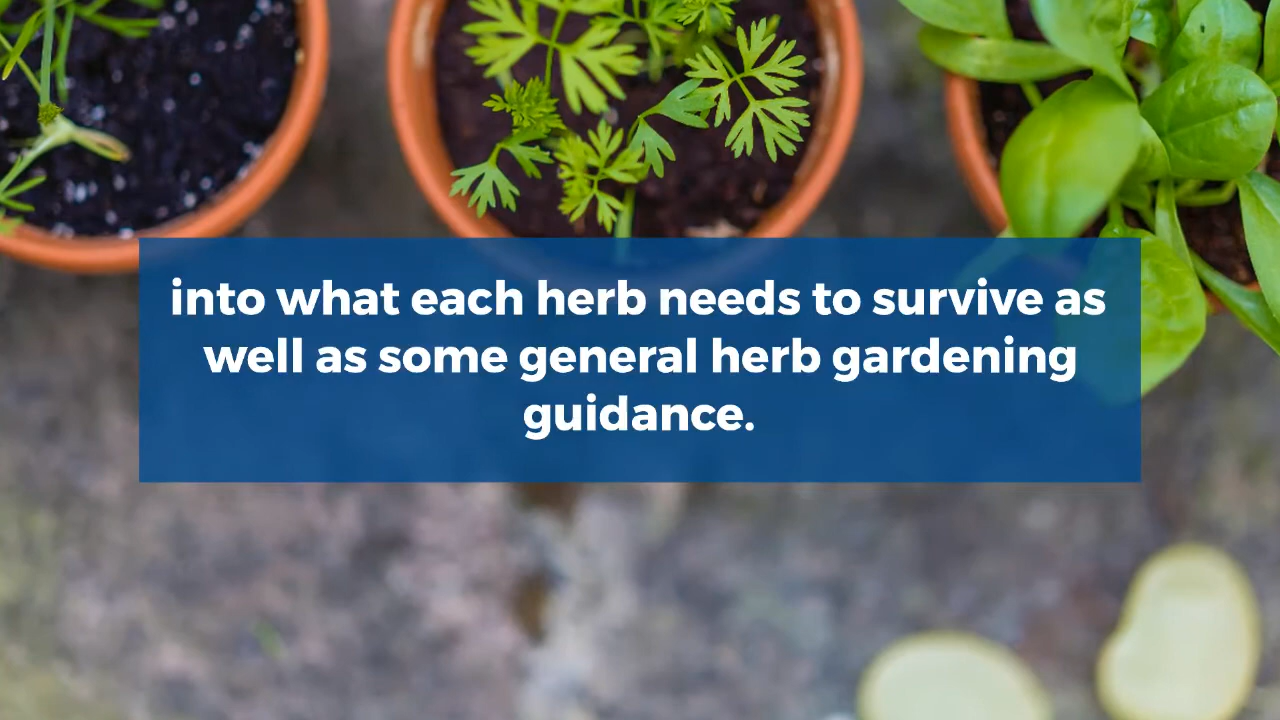 into what each herb needs to survive as
well as some general herb gardening
guidance.